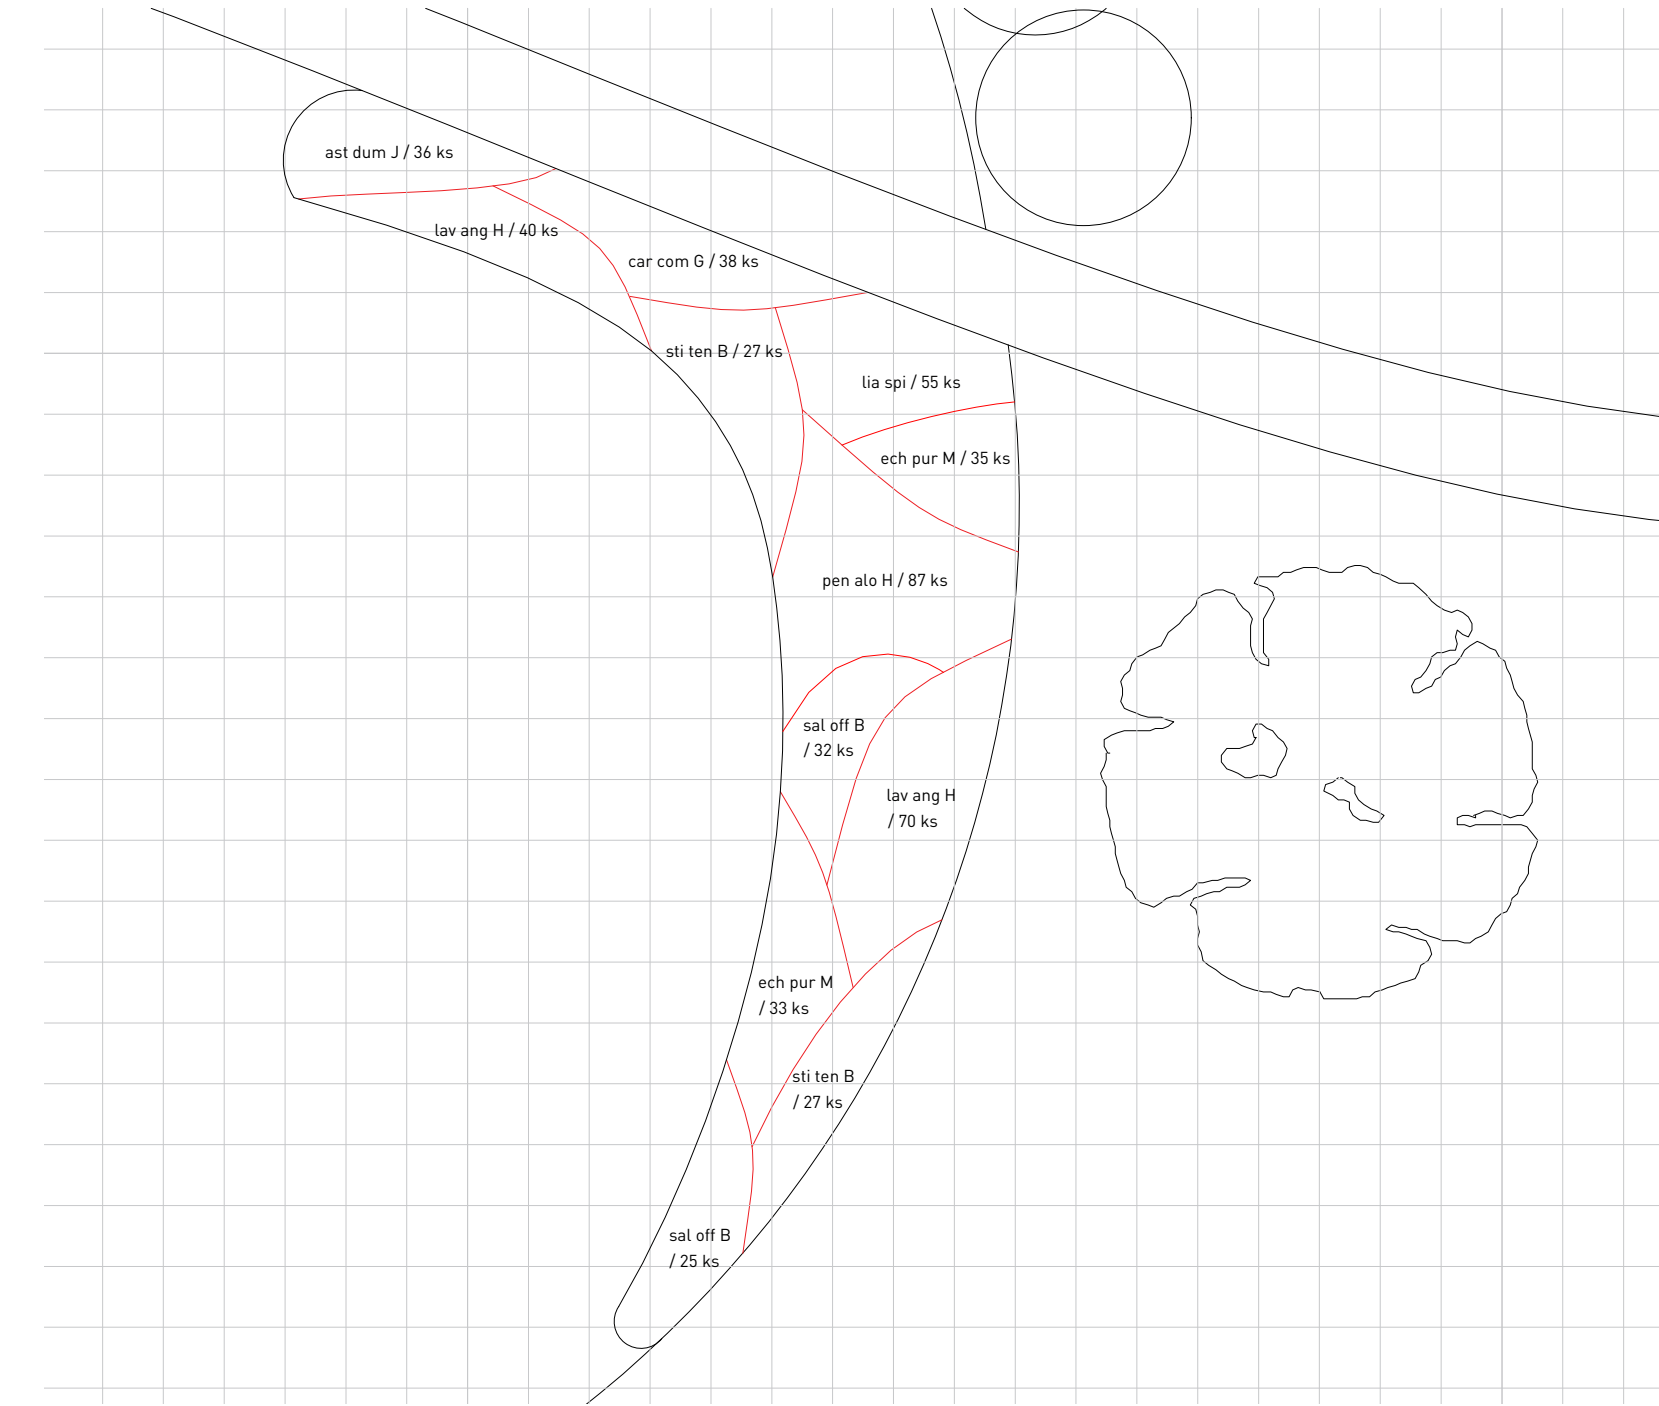 ast dum J / 36 ks
lav ang H / 40 ks
car com G / 38 ks
sti ten B / 27 ks
lia spi / 55 ks
ech pur M / 35 ks
pen alo H / 87 ks
sal off B
/ 32 ks
lav ang H
/ 70 ks
ech pur M
/ 33 ks
sti ten B
/ 27 ks
sal off B
/ 25 ks